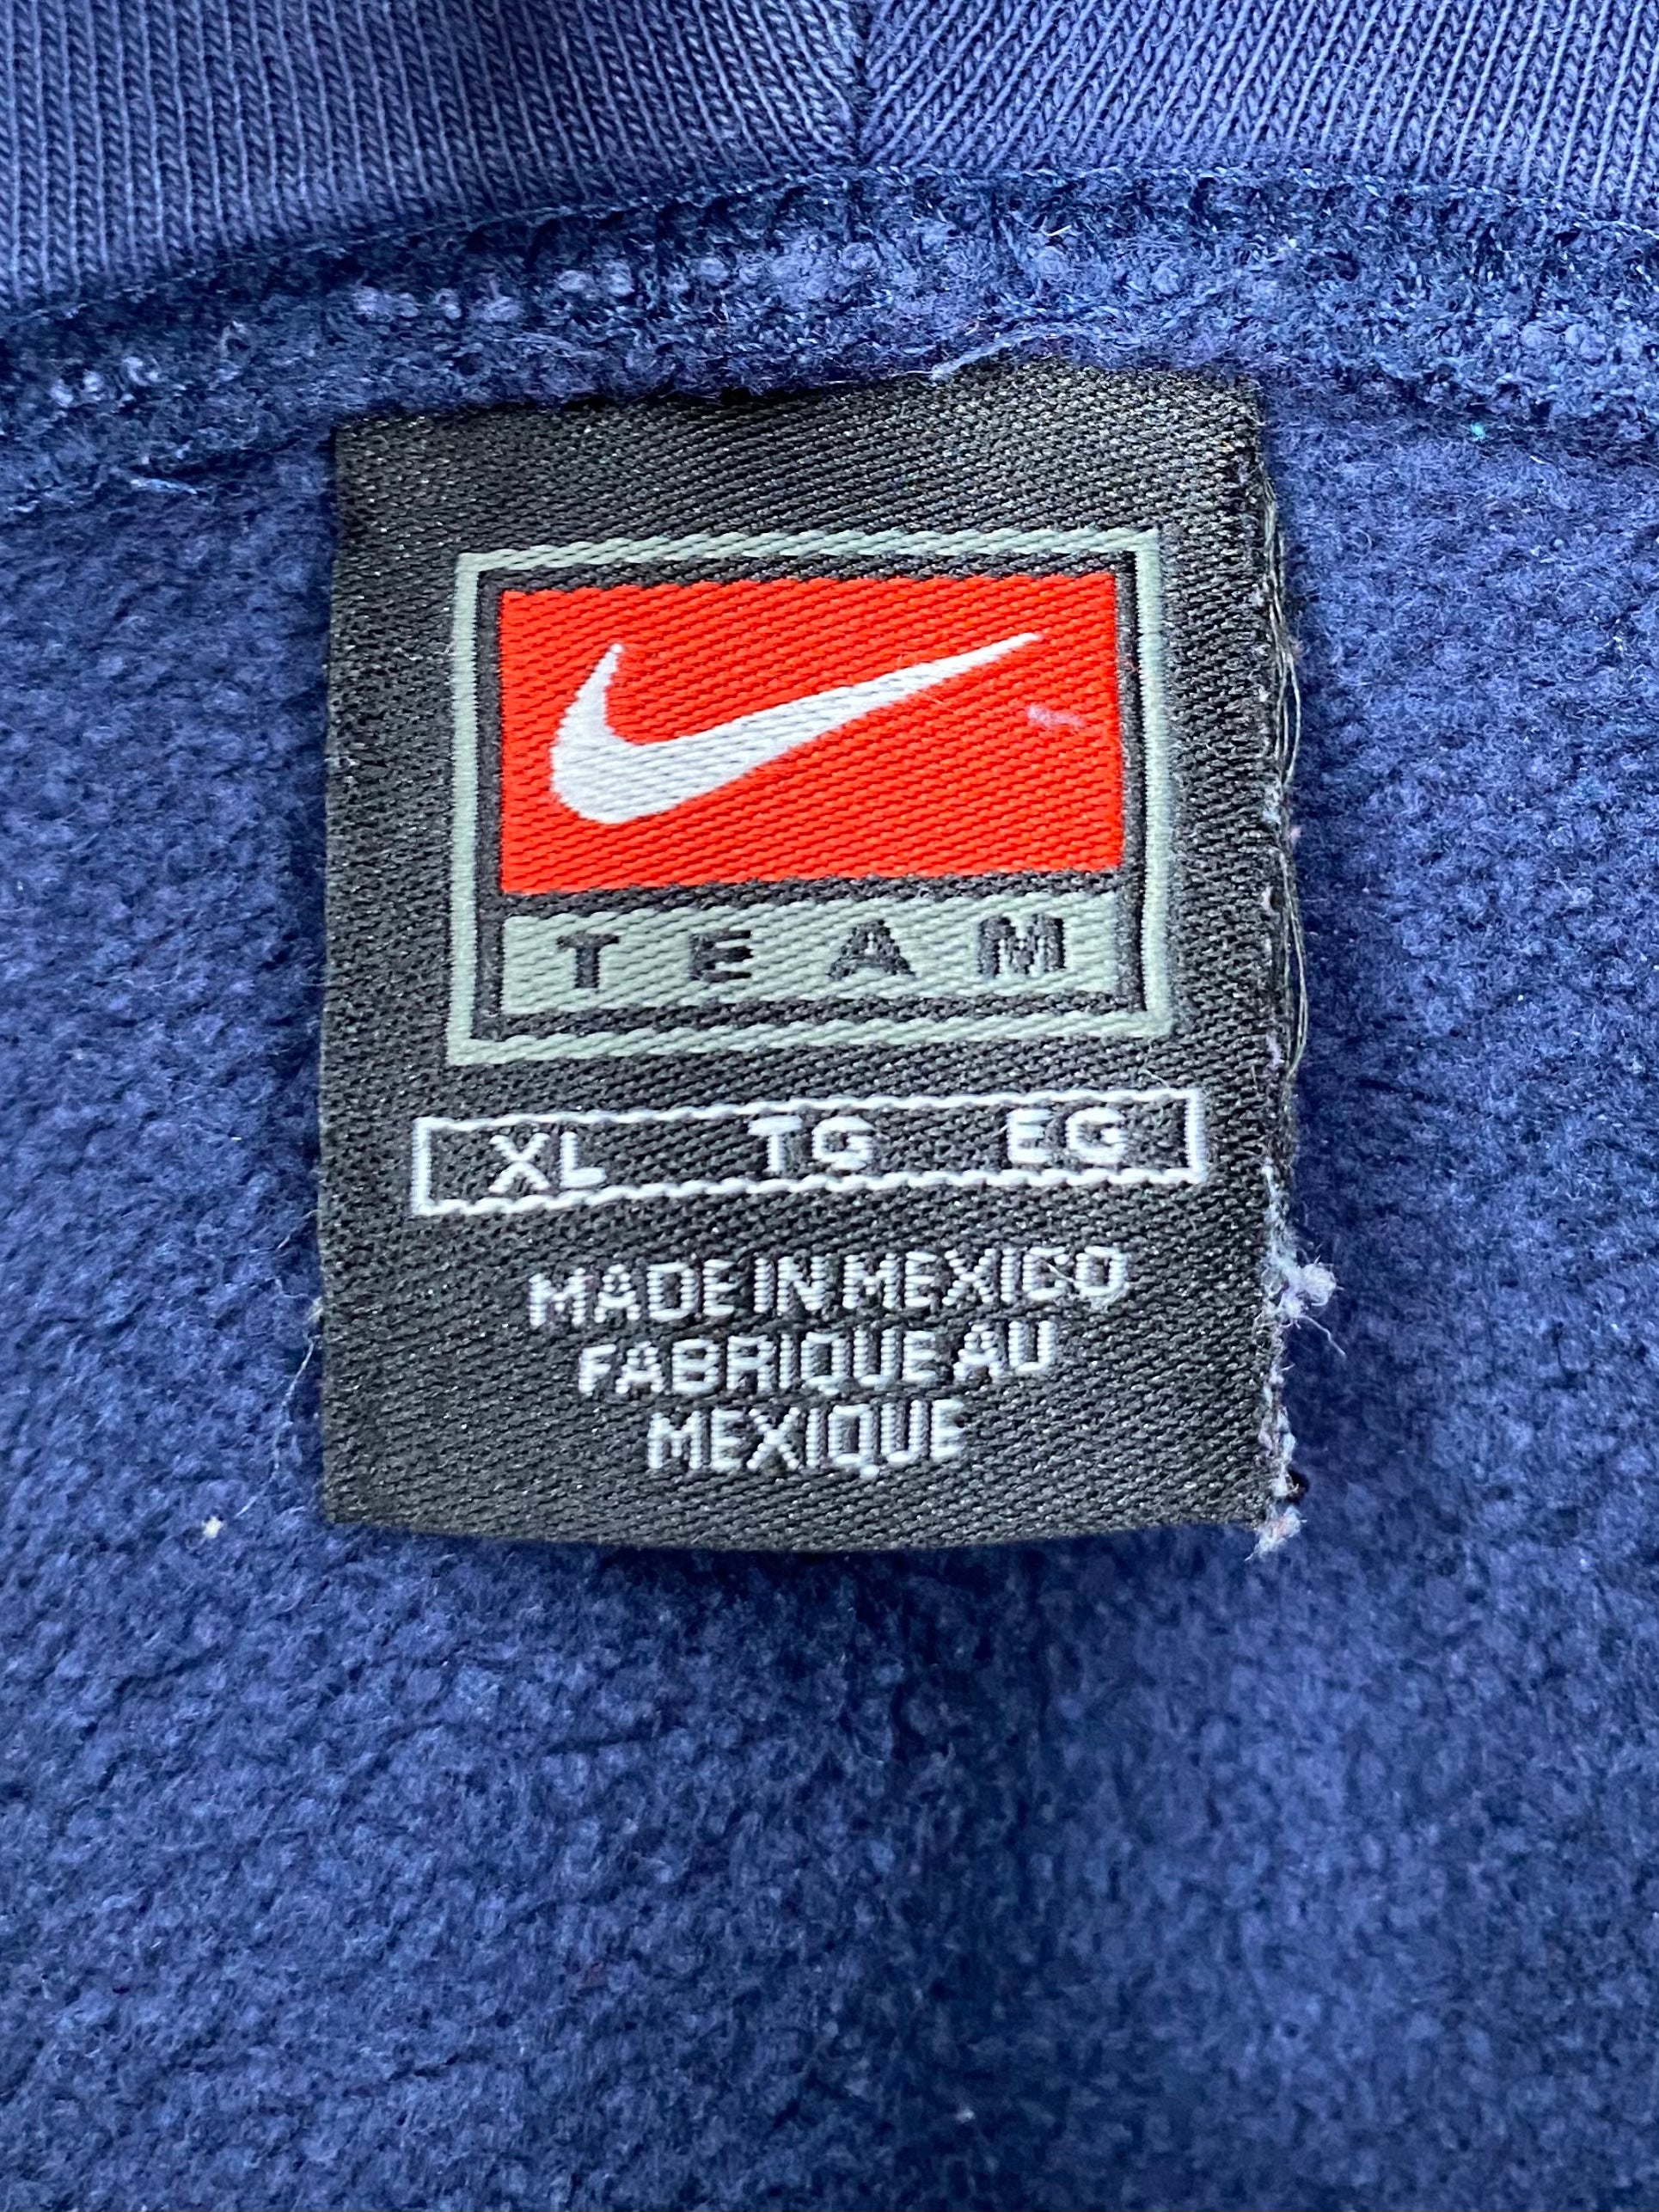 TEAM
XL TG EG
MADE IN MEXICO
FABRIQUE AU
MEXIQUE